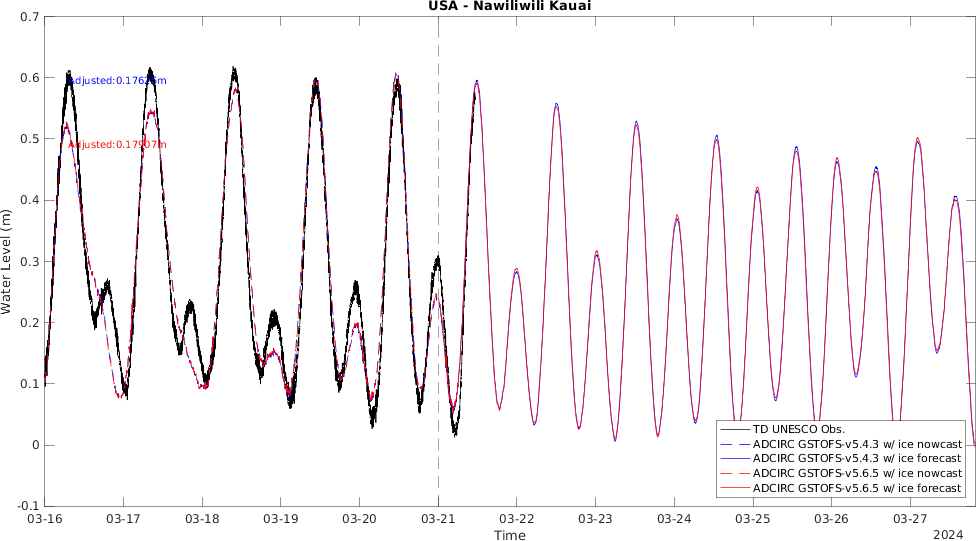 USA - Nawiliwili Kauai
0.7
0.6
0.5
0.4
0.3
0.2
0.1
0
-0.1
Water Level (m)
Adjusted:0.17907m
TD UNESCO Obs.
ADCIRC GSTOFS-v5.4.3 w/ ice nowcast
ADCIRC GSTOFS-v5.4.3 w/ ice forecast
ADCIRC GSTOFS-v5.6.5 w/ ice nowcast
ADCIRC GSTOFS-v5.6.5 w/ ice forecast
03-16 03-17 03-18 03-19 03-20 03-21 03-22 03-23 03-24 03-25 03-26 03-27
Time
2024